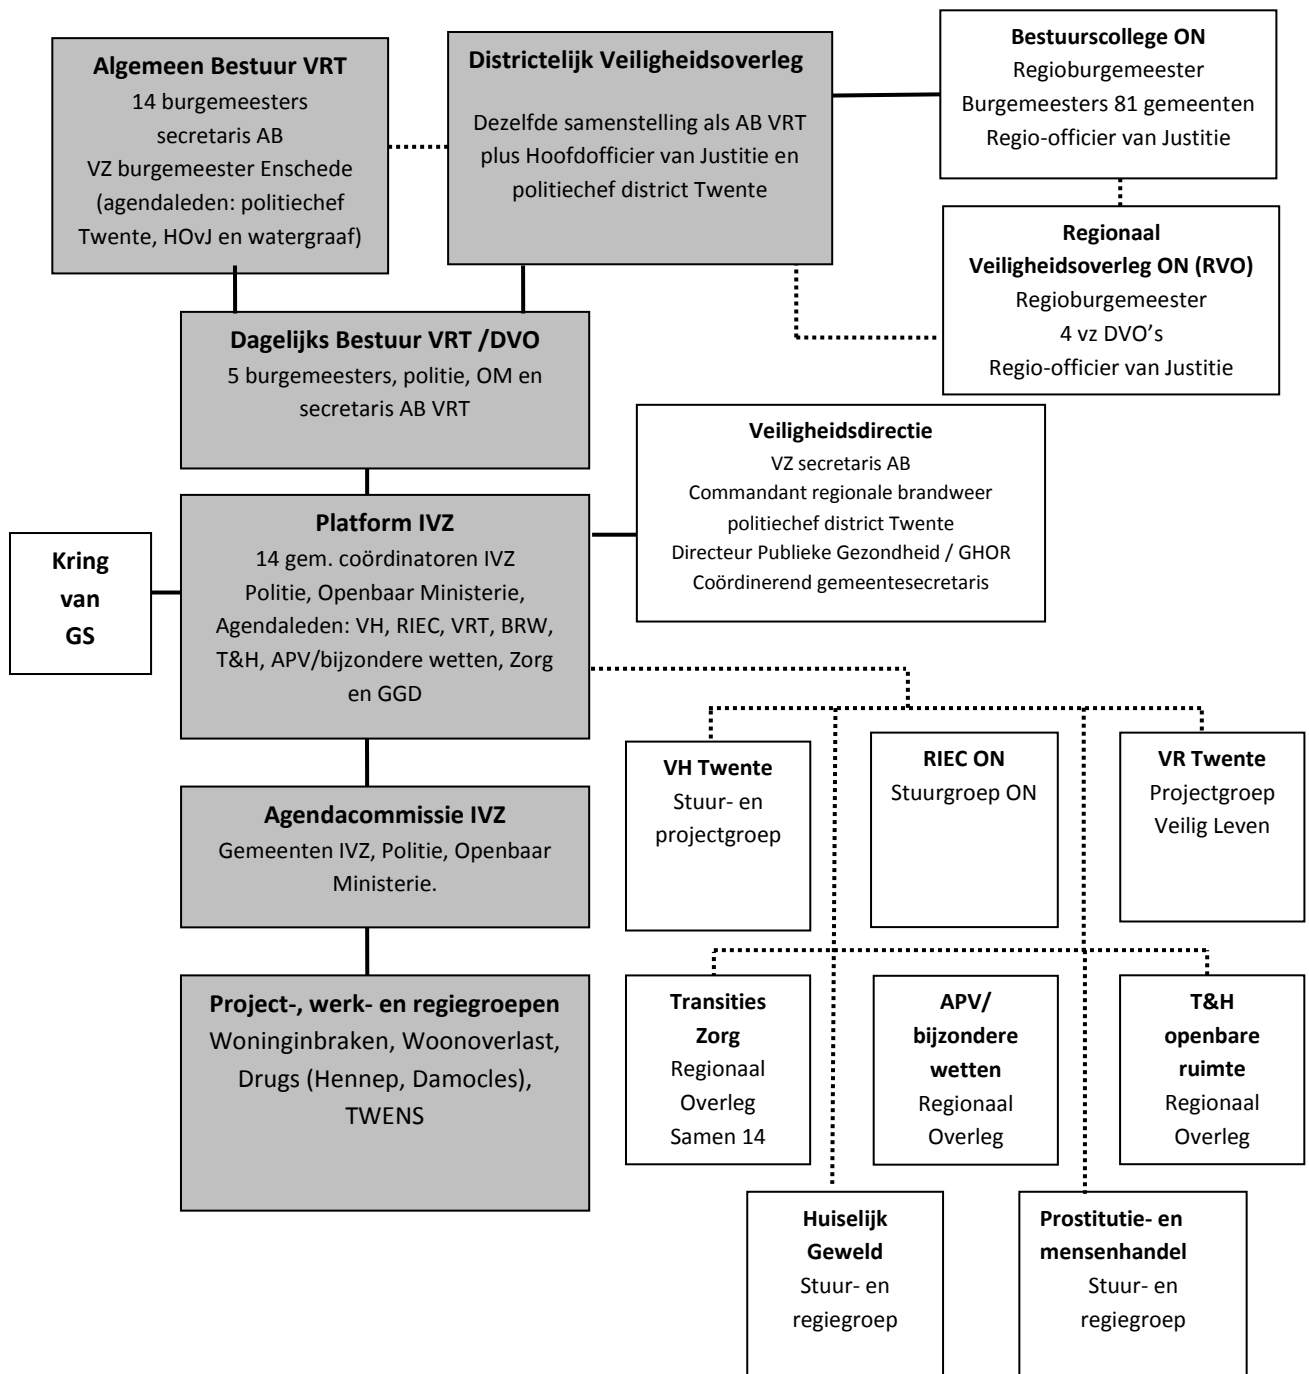 Algemeen Bestuur VRT
14 burgemeesters
secretaris AB
VZ burgemeester Enschede
(agendaleden: politiechef
Twente, HOvJ en watergraaf)
Districtelijk Veiligheidsoverleg
Dezelfde samenstelling als AB VRT
plus Hoofdofficier van Justitie en
politiechef district Twente
Bestuurscollege ON
Regioburgemeester
Burgemeesters 81 gemeenten
Regio-officier van Justitie
Regionaal
Veiligheidsoverleg ON (RVO)
Regioburgemeester
4 vz DVO's
Regio-officier van Justitie
Dagelijks Bestuur VRT /DVO
5 burgemeesters, politie, OM en
secretaris AB VRT
Veiligheidsdirectie
VZ secretaris AB
Commandant regionale brandweer
politiechef district Twente
Directeur Publieke Gezondheid / GHOR
Coördinerend gemeentesecretaris
Kring
van
GS
Platform IVZ
14 gem. coördinatoren IVZ
Politie, Openbaar Ministerie,
Agendaleden: VH, RIEC, VRT, BRW,
T&H, APV/bijzondere wetten, Zorg
en GGD
VH Twente
Stuur- en
projectgroep
RIEC ON
Stuurgroep ON
VR Twente
Projectgroep
Veilig Leven
Agendacommissie IVZ
Gemeenten IVZ, Politie, Openbaar
Ministerie.
Project-, werk- en regiegroepen
Woninginbraken, Woonoverlast,
Drugs (Hennep, Damocles),
TWENS
Transities
Zorg
Regionaal
Overleg
Samen 14
APV/
bijzondere
wetten
Regionaal
Overleg
T&H
openbare
ruimte
Regionaal
Overleg
Huiselijk
Geweld
Stuur- en
regiegroep
Prostitutie- en
mensenhandel
Stuur- en
regiegroep